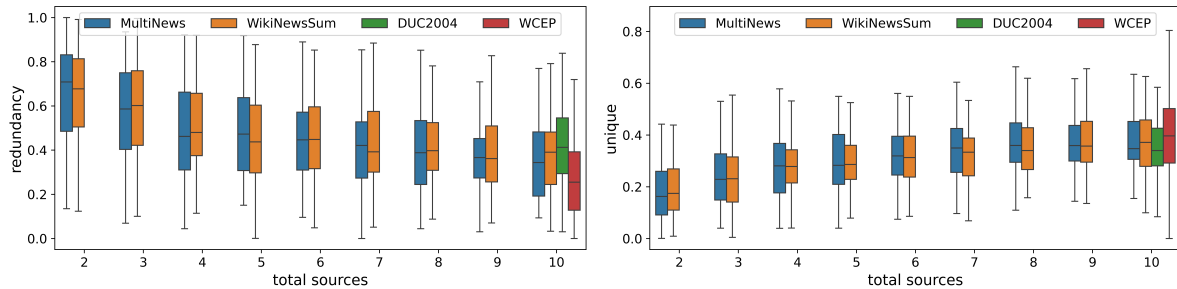 MultiNews WikiNewsSum DUC2004 WCEP
1.0
0.8
0.6
0.4
0.2
0.0
redundancy
2 3 4 5 6 7 8 9 10
total sources
MultiNews WikiNewsSum DUC2004 WCEP
0.8
0.6
0.4
0.2
0.0
unique
2 3 4 5 6 7 8 9 10
total sources